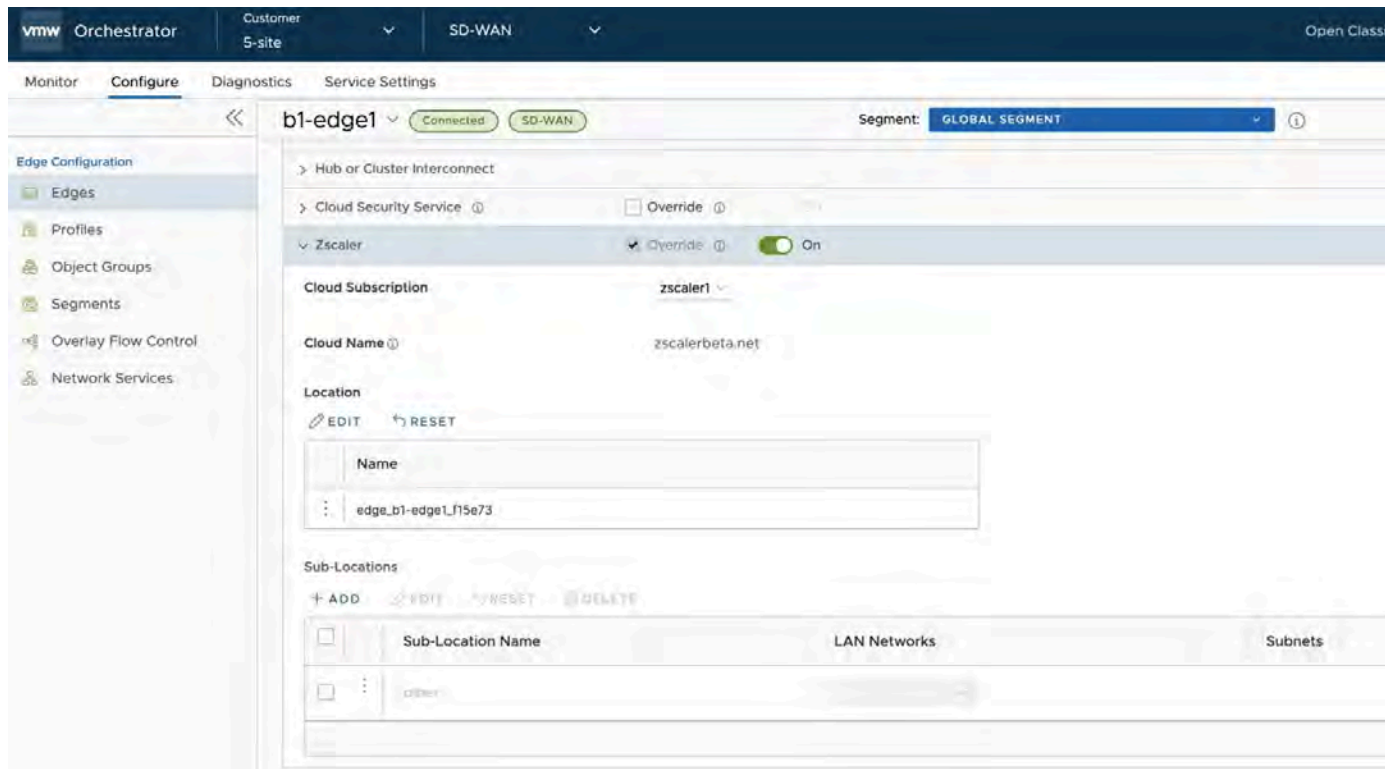 vmw Orchestrator
Customer
5-site
SD-WAN
Open Class
Monitor Configure Diagnostics Service Settings
b1-edge1 Connected SD-WAN Segment: GLOBAL SEGMENT
Edge Configuration
Edges
Profiles
Object Groups
Segments
Overlay Flow Control
Network Services
> Hub or Cluster Interconnect
> Cloud Security Service Override
Zscaler Override On
Cloud Subscription zscaler1
Cloud Name zscalerbeta.net
Location
EDIT RESET
Name
edge_b1-edge1_f15e73
Sub-Locations
+ ADD EDIT RESET DELETE
Sub-Location Name LAN Networks Subnets
other